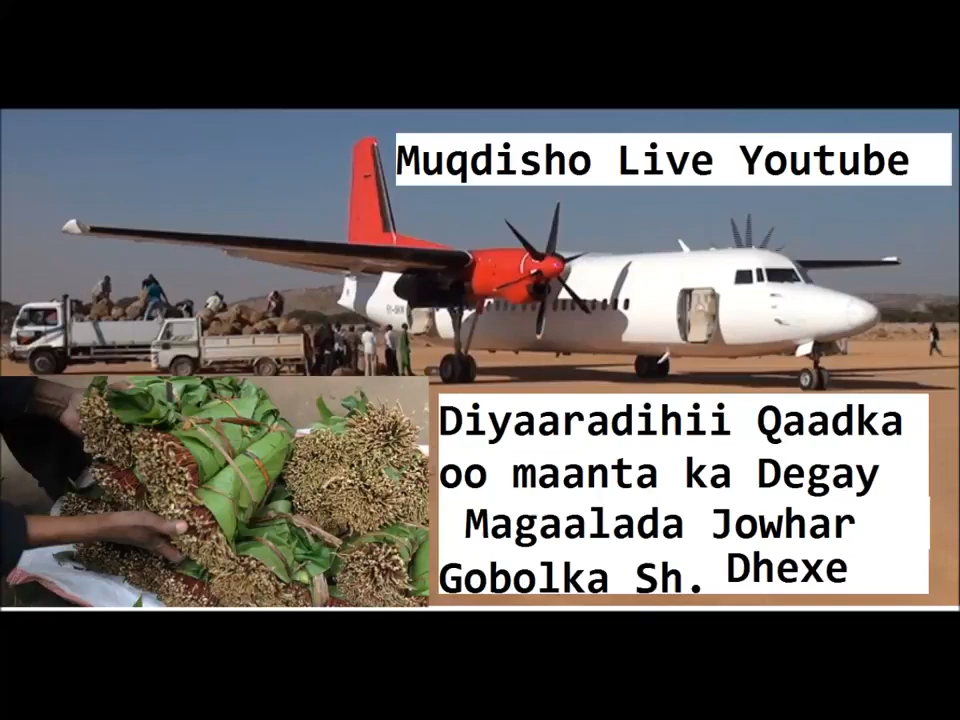 Muqdisho Live Youtube
Diyaaradihii Qaadka
oo maanta ka Degay
Magaalada Jowhar
Gobolka Sh. Dhexe